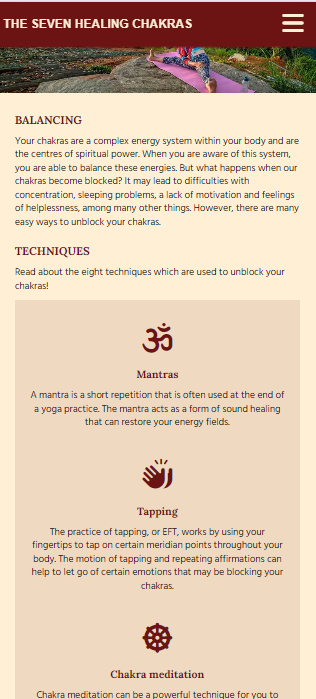 THE SEVEN HEALING CHAKRAS
BALANCING
Your chakras are a complex energy system within your body and are
the centres of spiritual power. When you are aware of this system,
you are able to balance these energies. But what happens when our
chakras become blocked? It may lead to difficulties with
concentration, sleeping problems, a lack of motivation and feelings
of helplessness, among many other things. However, there are many
easy ways to unblock your chakras.
TECHNIQUES
Read about the eight techniques which are used to unblock your
chakras!
ॐ
Mantras
A mantra is a short repetition that is often used at the end of
a yoga practice. The mantra acts as a form of sound healing
that can restore your energy fields.
Tapping
The practice of tapping, or EFT, works by using your
fingertips to tap on certain meridian points throughout your
body. The motion of tapping and repeating affirmations can
help to let go of certain emotions that may be blocking your
chakras.
Chakra meditation
Chakra meditation can be a powerful technique for you to